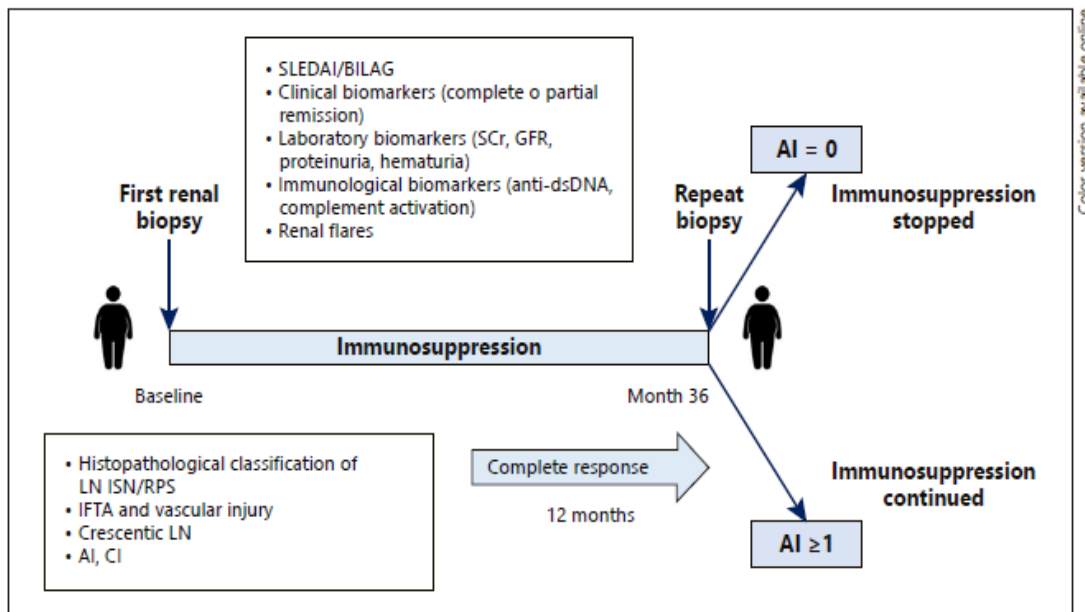 • SLEDAI/BILAG
• Clinical biomarkers (complete o partial
remission)
• Laboratory biomarkers (SCr, GFR,
proteinuria, hematuria)
• Immunological biomarkers (anti-dsDNA,
complement activation)
• Renal flares
AI = 0
First renal
biopsy
Repeat
biopsy
Immunosuppression
stopped
Immunosuppression
Baseline
Month 36
• Histopathological classification of
LN ISN/RPS
• IFTA and vascular injury
• Crescentic LN
• AI, CI
Complete response
12 months
Immunosuppression
continued
AI ≥1
Color version available online